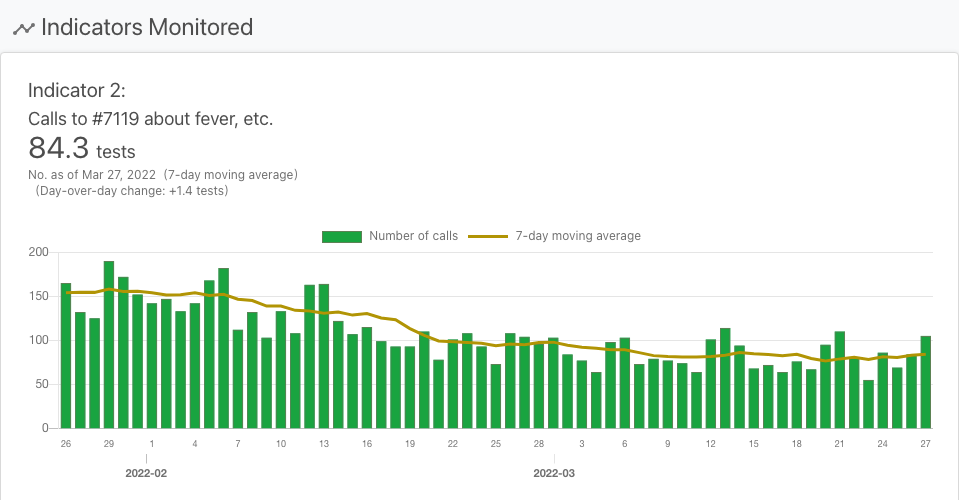 Indicators Monitored
Indicator 2:
Calls to #7119 about fever, etc.
84.3 tests
No. as of Mar 27, 2022 (7-day moving average)
(Day-over-day change: +1.4 tests)
Number of calls 7-day moving average
200
150
100
50
0
26 29 1 4 7 10 13 16 19 22 25 28 3 6 9 12 15 18 21 24 27
2022-02 2022-03